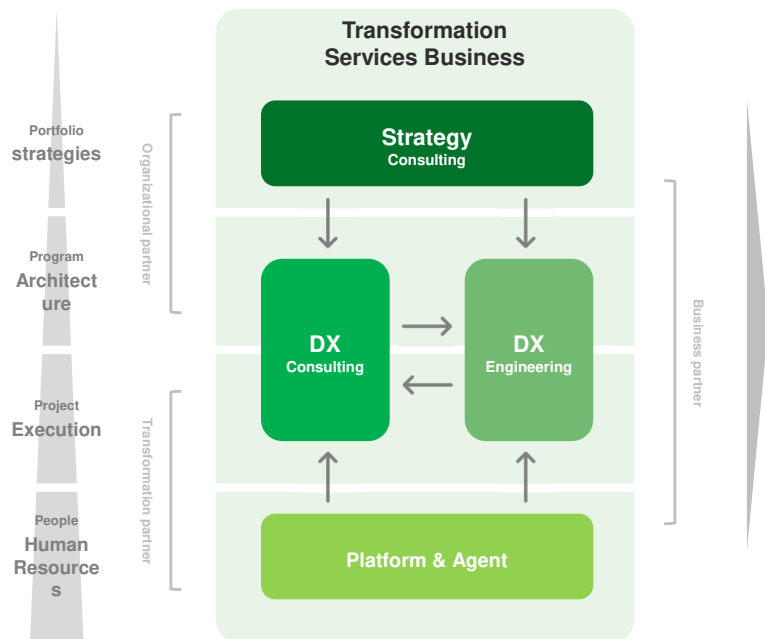 Transformation
Services Business
Portfolio
strategies
Organizational partner
Strategy
Consulting
Program
Architect
ure
DX
Consulting
DX
Engineering
Business partner
Project
Execution
Transformation partner
People
Human
Resource
s
Platform & Agent